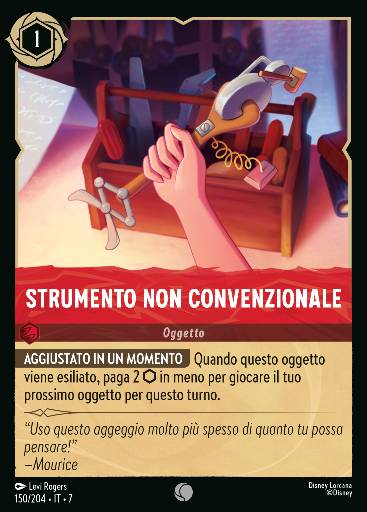 1
STRUMENTO NON CONVENZIONALE
Oggetto
AGGIUSTATO IN UN MOMENTO Quando questo oggetto
viene esiliato, paga 2 in meno per giocare il tuo
prossimo oggetto per questo turno.
“Uso questo aggeggio molto più spesso di quanto tu possa
pensare!”
–Maurice
Levi Rogers
150/204 • IT • 7
Disney Lorcana
©Disney